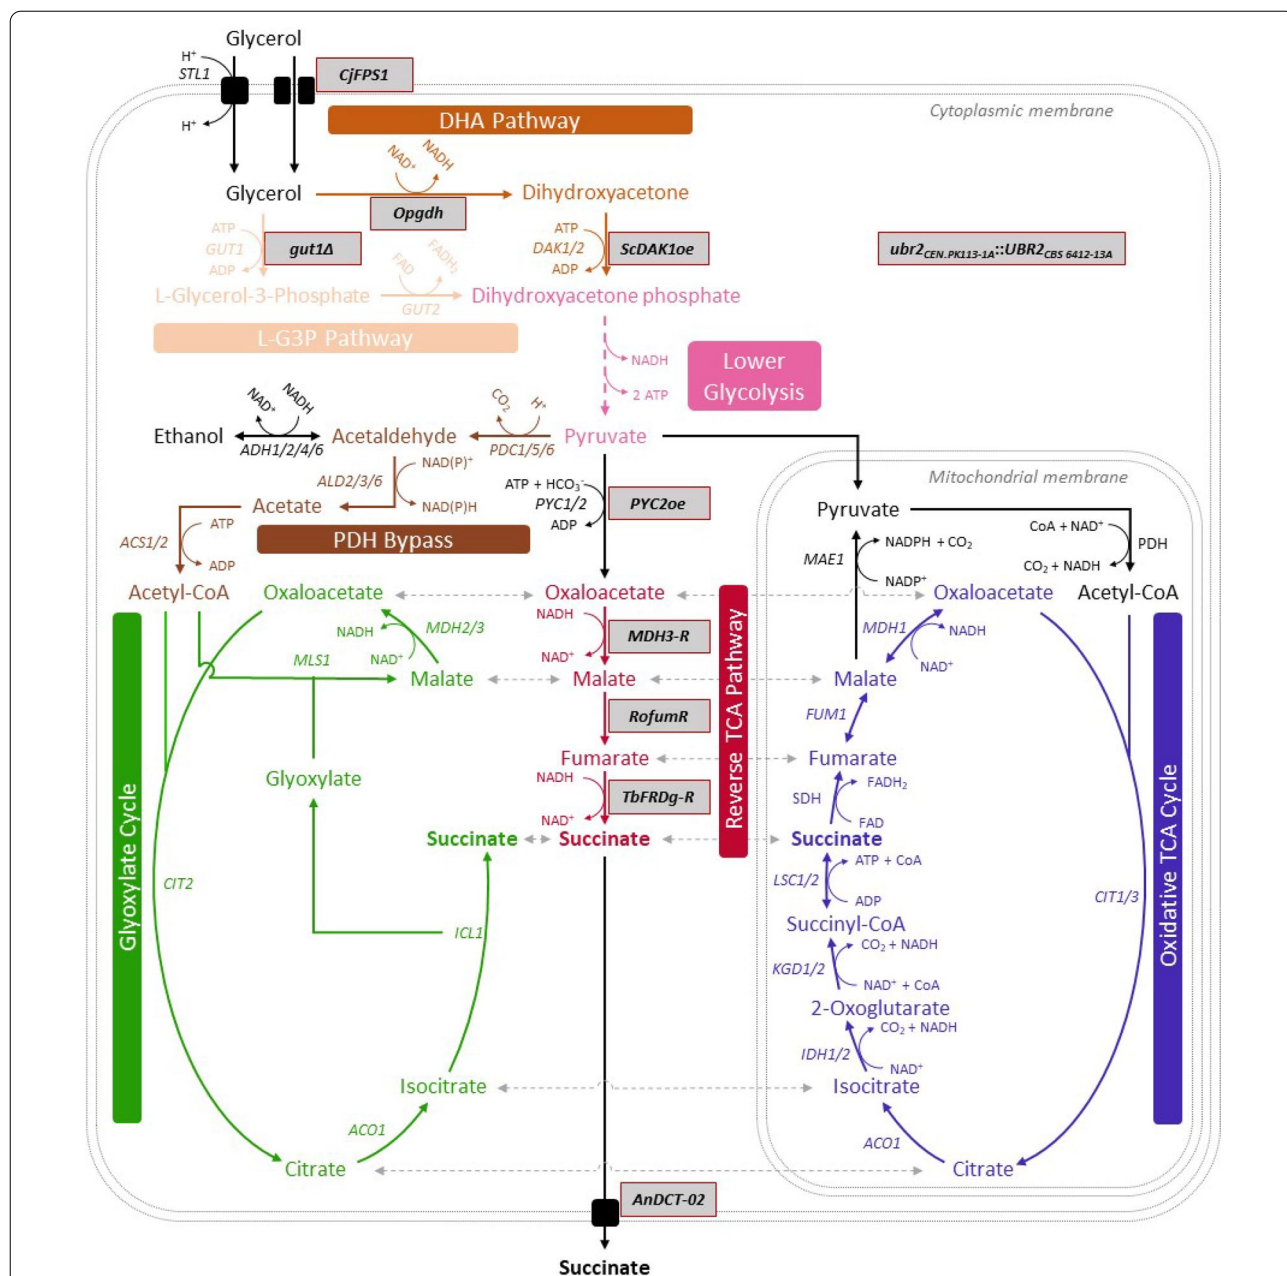 Glycerol
H⁺
STL1
CjFPS1
H⁺
Cytoplasmic membrane
DHA Pathway
NAD⁺
NADH
Glycerol
Dihydroxyacetone
Opgdh
ATP
GUT1
ADP
gut1Δ
FAD
FADH₂
GUT2
ATP
DAK1/2
ADP
ScDAK1oe
ubr2CEN.PK113-1A::UBR2CBS 6412-13A
L-Glycerol-3-Phosphate
Dihydroxyacetone phosphate
L-G3P Pathway
NADH
2 ATP
Lower
Glycolysis
NAD⁺
NADH
CO₂
H⁺
Ethanol
Acetaldehyde
Pyruvate
ADH1/2/4/6
PDC1/5/6
ALD2/3/6
NAD(P)⁺
NAD(P)H
ATP + HCO₃⁻
PYC1/2
ADP
PYC2oe
Mitochondrial membrane
Acetate
Pyruvate
ACS1/2
ATP
ADP
PDH Bypass
MAE1
NADPH + CO₂
NADP⁺
CoA + NAD⁺
PDH
CO₂ + NADH
Acetyl-CoA
Oxaloacetate
Oxaloacetate
Oxaloacetate
Acetyl-CoA
NADH
MDH2/3
NAD⁺
MLS1
NADH
NAD⁺
MDH3-R
MDH1
NADH
NAD⁺
Malate
Malate
Malate
RofumR
FUM1
Fumarate
Fumarate
Glyoxylate
NADH
NAD⁺
TbFRDg-R
Reverse TCA Pathway
SDH
FADH₂
FAD
Succinate
Succinate
Succinate
Glyoxylate Cycle
CIT2
ICL1
LSC1/2
ATP + CoA
ADP
CIT1/3
Oxidative TCA Cycle
Succinyl-CoA
KGD1/2
CO₂ + NADH
NAD⁺ + CoA
2-Oxoglutarate
IDH1/2
CO₂ + NADH
NAD⁺
Isocitrate
Isocitrate
ACO1
ACO1
Citrate
Citrate
AnDCT-02
Succinate